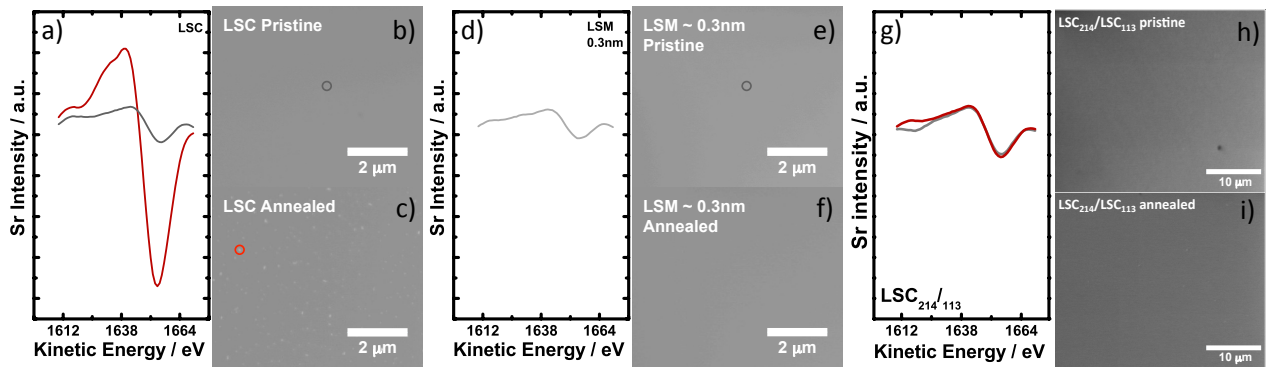 a)
LSC
Sr Intensity / a.u.
1612 1638 1664
Kinetic Energy / eV
LSC Pristine
b)
2 µm
LSC Annealed
c)
2 µm
d)
LSM
0.3nm
Sr Intensity / a.u.
1612 1638 1664
Kinetic Energy / eV
LSM ~ 0.3nm
Pristine
e)
2 µm
LSM ~ 0.3nm
Annealed
f)
2 µm
g)
Sr intensity / a.u.
LSC₂₁₄/₁₁₃
1612 1638 1664
Kinetic Energy / eV
LSC₂₁₄/LSC₁₁₃ pristine
h)
10 µm
LSC₂₁₄/LSC₁₁₃ annealed
i)
10 µm